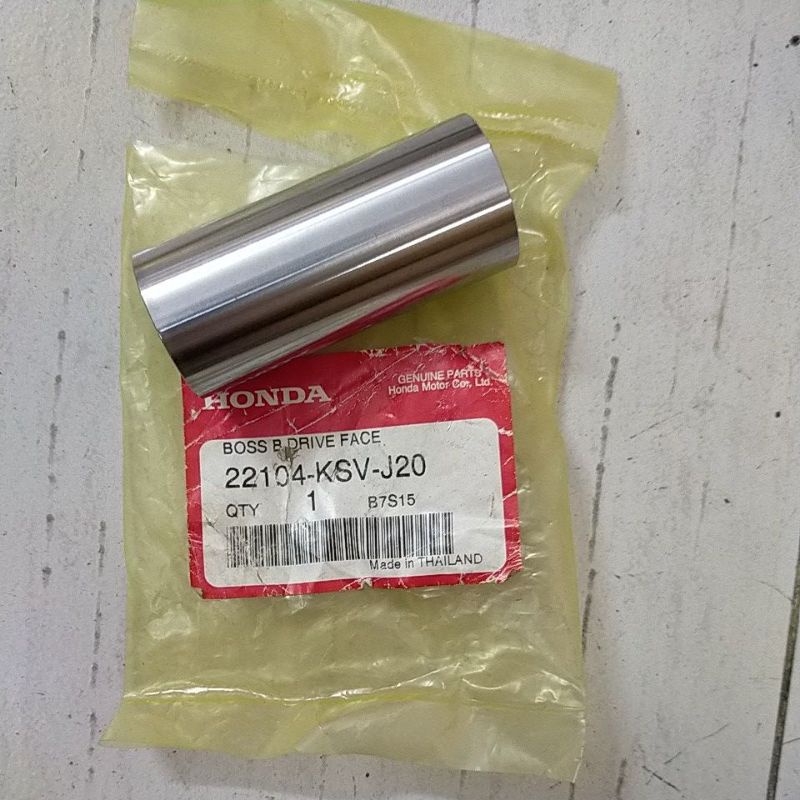 HONDA
GENUINE PARTS
Honda Motor Co., Ltd.
BOSS B DRIVE FACE
22104-KSV-J20
QTY 1 B7S15
Made in THAILAND